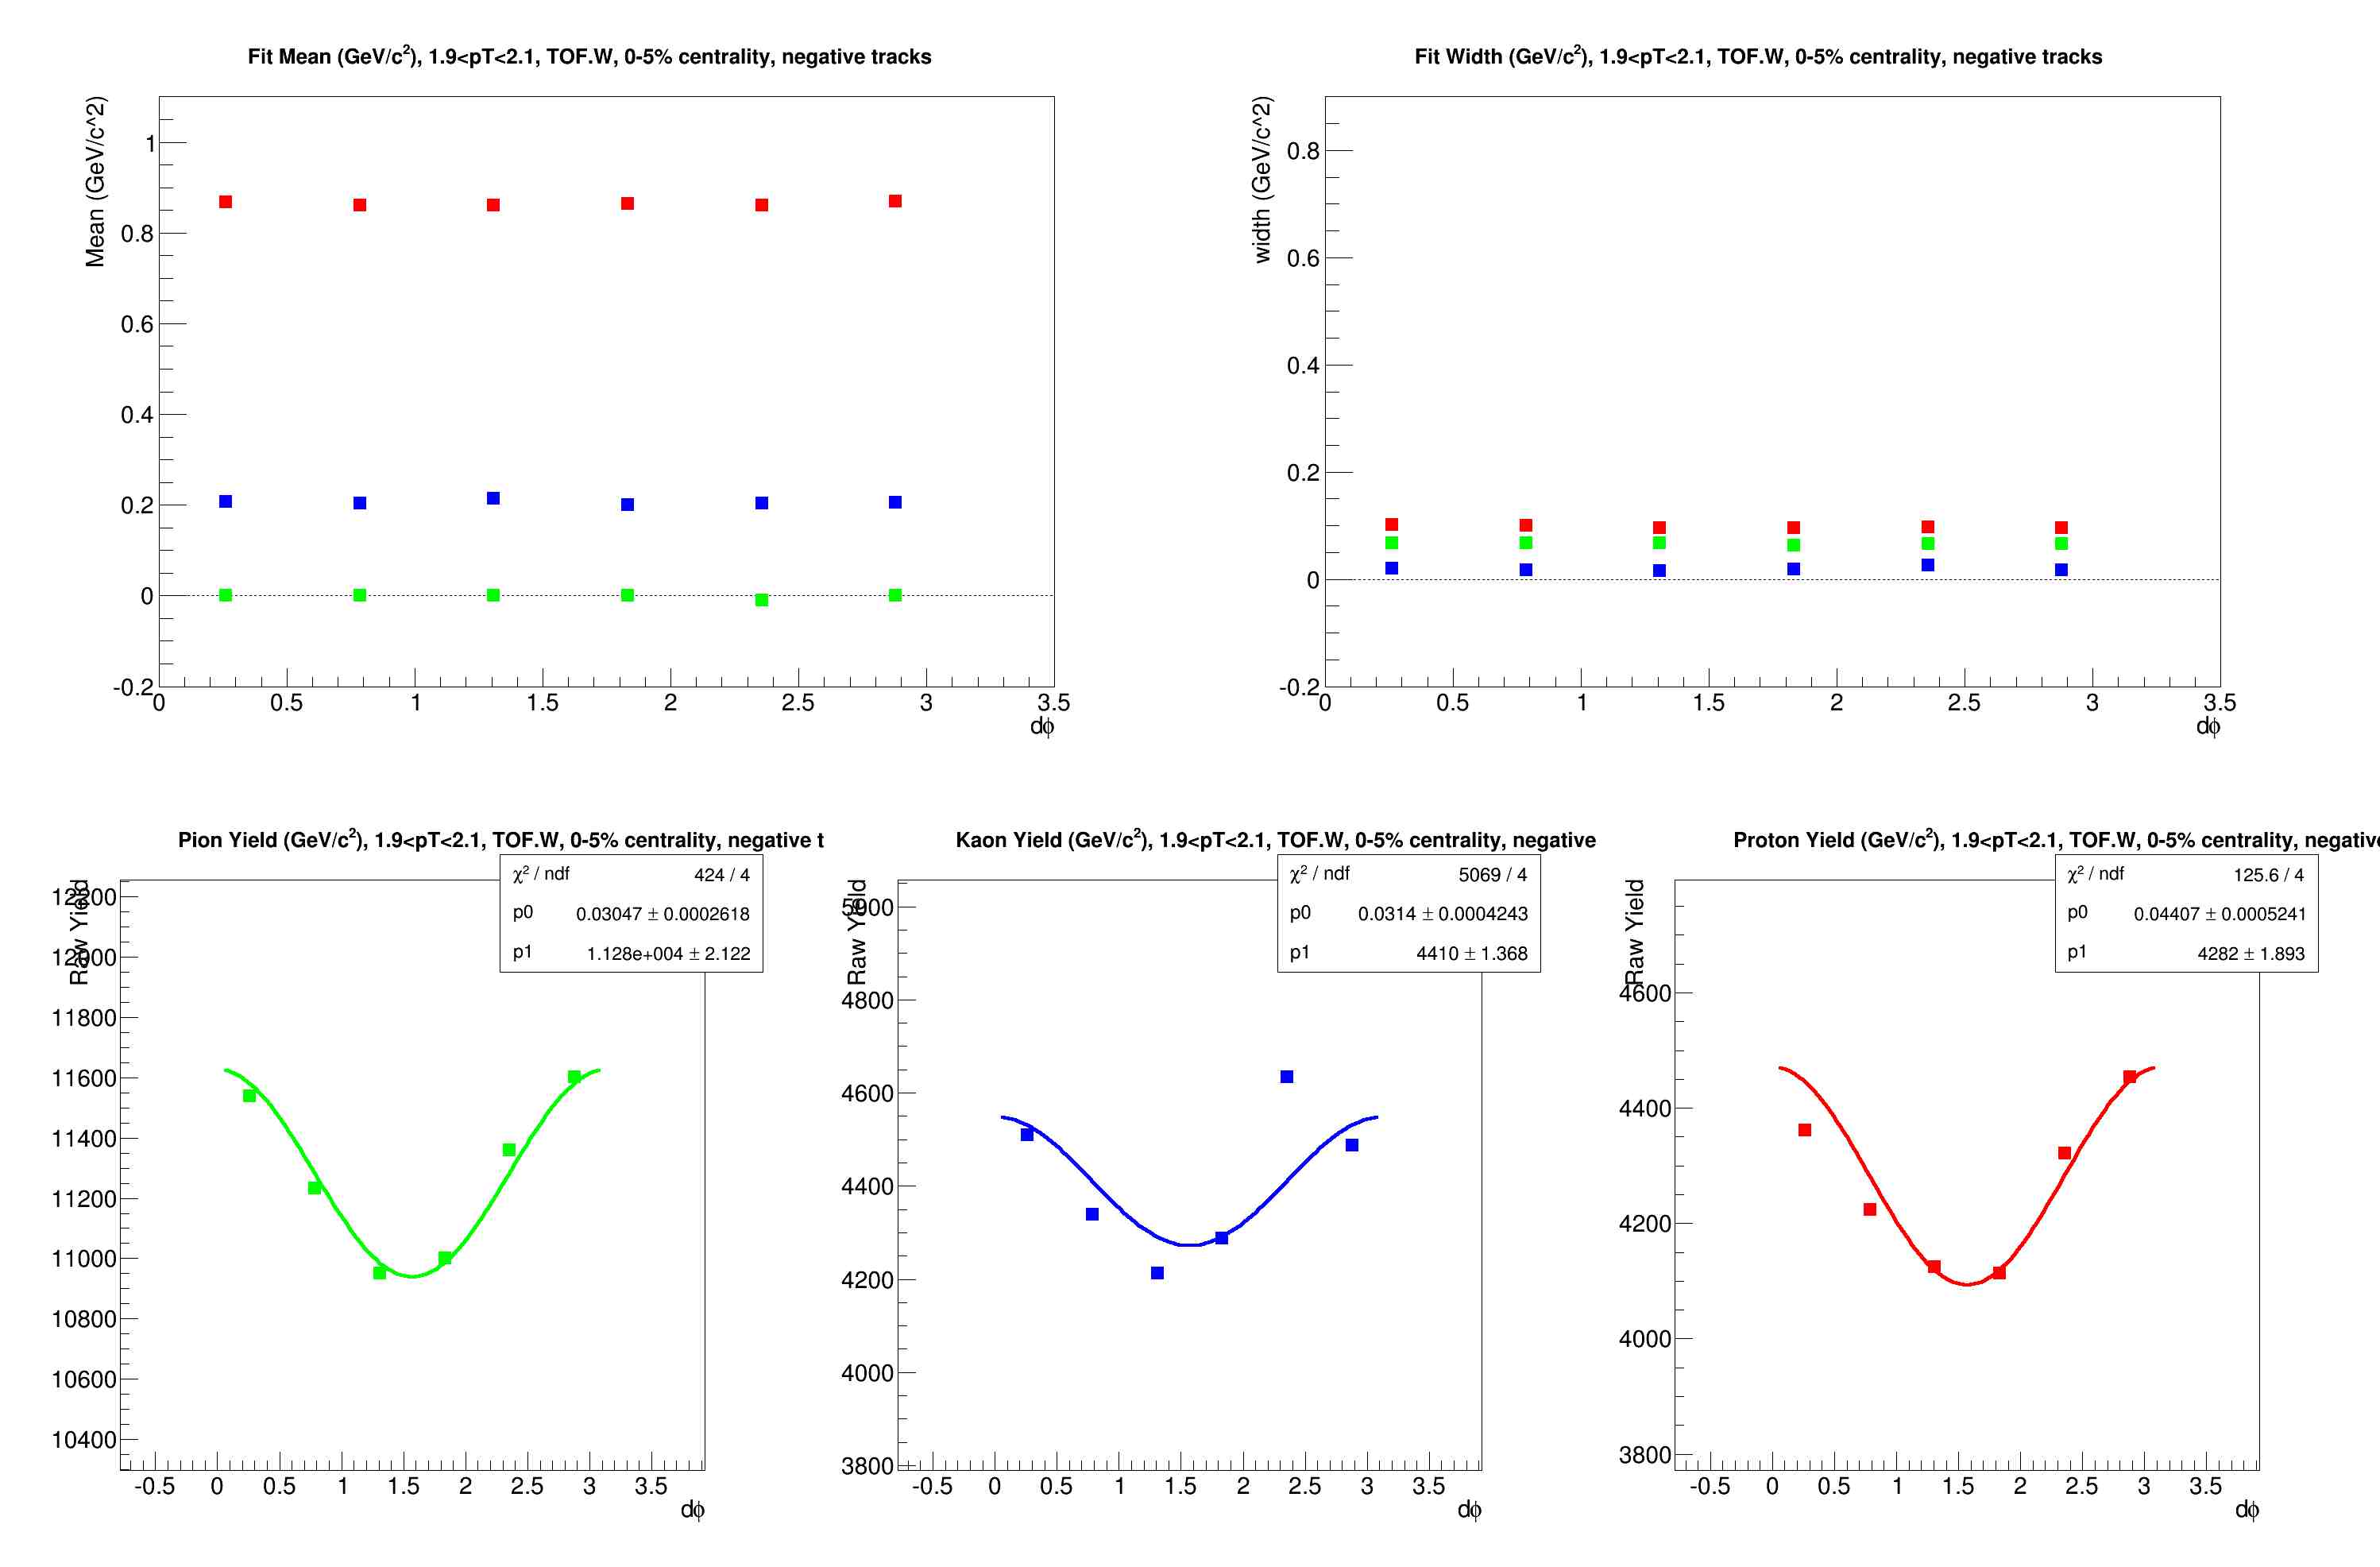 Fit Mean (GeV/c2), 1.9<pT<2.1, TOF.W, 0-5% centrality, negative tracks
Mean (GeV/c^2)
1
0.8
0.6
0.4
0.2
0
-0.2
0 0.5 1 1.5 2 2.5 3 3.5
dϕ
Fit Width (GeV/c2), 1.9<pT<2.1, TOF.W, 0-5% centrality, negative tracks
width (GeV/c^2)
0.8
0.6
0.4
0.2
0
-0.2
0 0.5 1 1.5 2 2.5 3 3.5
dϕ
Pion Yield (GeV/c2), 1.9<pT<2.1, TOF.W, 0-5% centrality, negative t
χ2 / ndf 424 / 4
p0 0.03047 ± 0.0002618
p1 1.128e+004 ± 2.122
Raw Yield
12200
12000
11800
11600
11400
11200
11000
10800
10600
10400
-0.5 0 0.5 1 1.5 2 2.5 3 3.5
dϕ
Kaon Yield (GeV/c2), 1.9<pT<2.1, TOF.W, 0-5% centrality, negative
χ2 / ndf 5069 / 4
p0 0.0314 ± 0.0004243
p1 4410 ± 1.368
Raw Yield
5000
4800
4600
4400
4200
4000
3800
-0.5 0 0.5 1 1.5 2 2.5 3 3.5
dϕ
Proton Yield (GeV/c2), 1.9<pT<2.1, TOF.W, 0-5% centrality, negative
χ2 / ndf 125.6 / 4
p0 0.04407 ± 0.0005241
p1 4282 ± 1.893
Raw Yield
4600
4400
4200
4000
3800
-0.5 0 0.5 1 1.5 2 2.5 3 3.5
dϕ